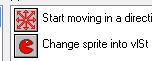 Start moving in a directi
Change sprite into vlSt